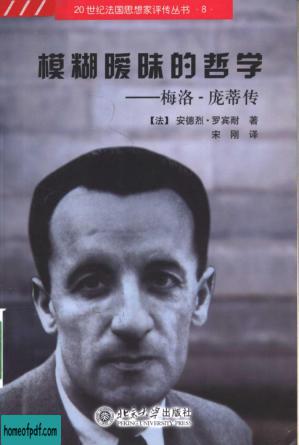 20世纪法国思想家评传丛书·8·
模糊暧昧的哲学
——梅洛-庞蒂传
【法】安德烈·罗宾耐 著
宋刚 译
北京大学出版社
PEKING UNIVERSITY PRESS
homeofpdf.com